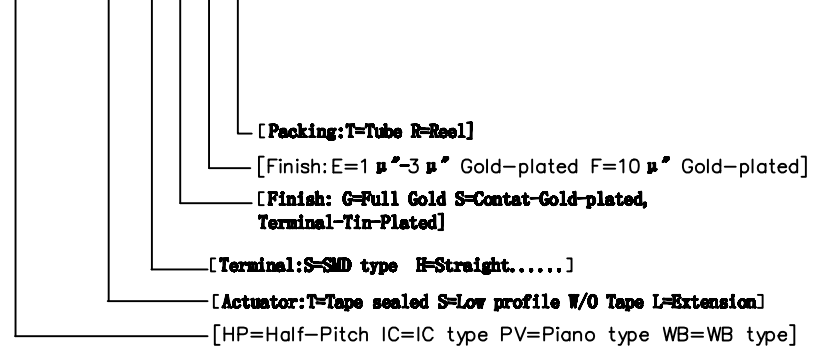 [Packing:T=Tube R=Reel]
[Finish:E=1 μ"-3 μ" Gold-plated F=10 μ" Gold-plated]
[Finish: G=Full Gold S=Contat-Gold-plated,
Terminal-Tin-Plated]
[Terminal:S=SMD type H=Straight......]
[Actuator:T=Tape sealed S=Low profile W/O Tape L=Extension]
[HP=Half-Pitch IC=IC type PV=Piano type WB=WB type]